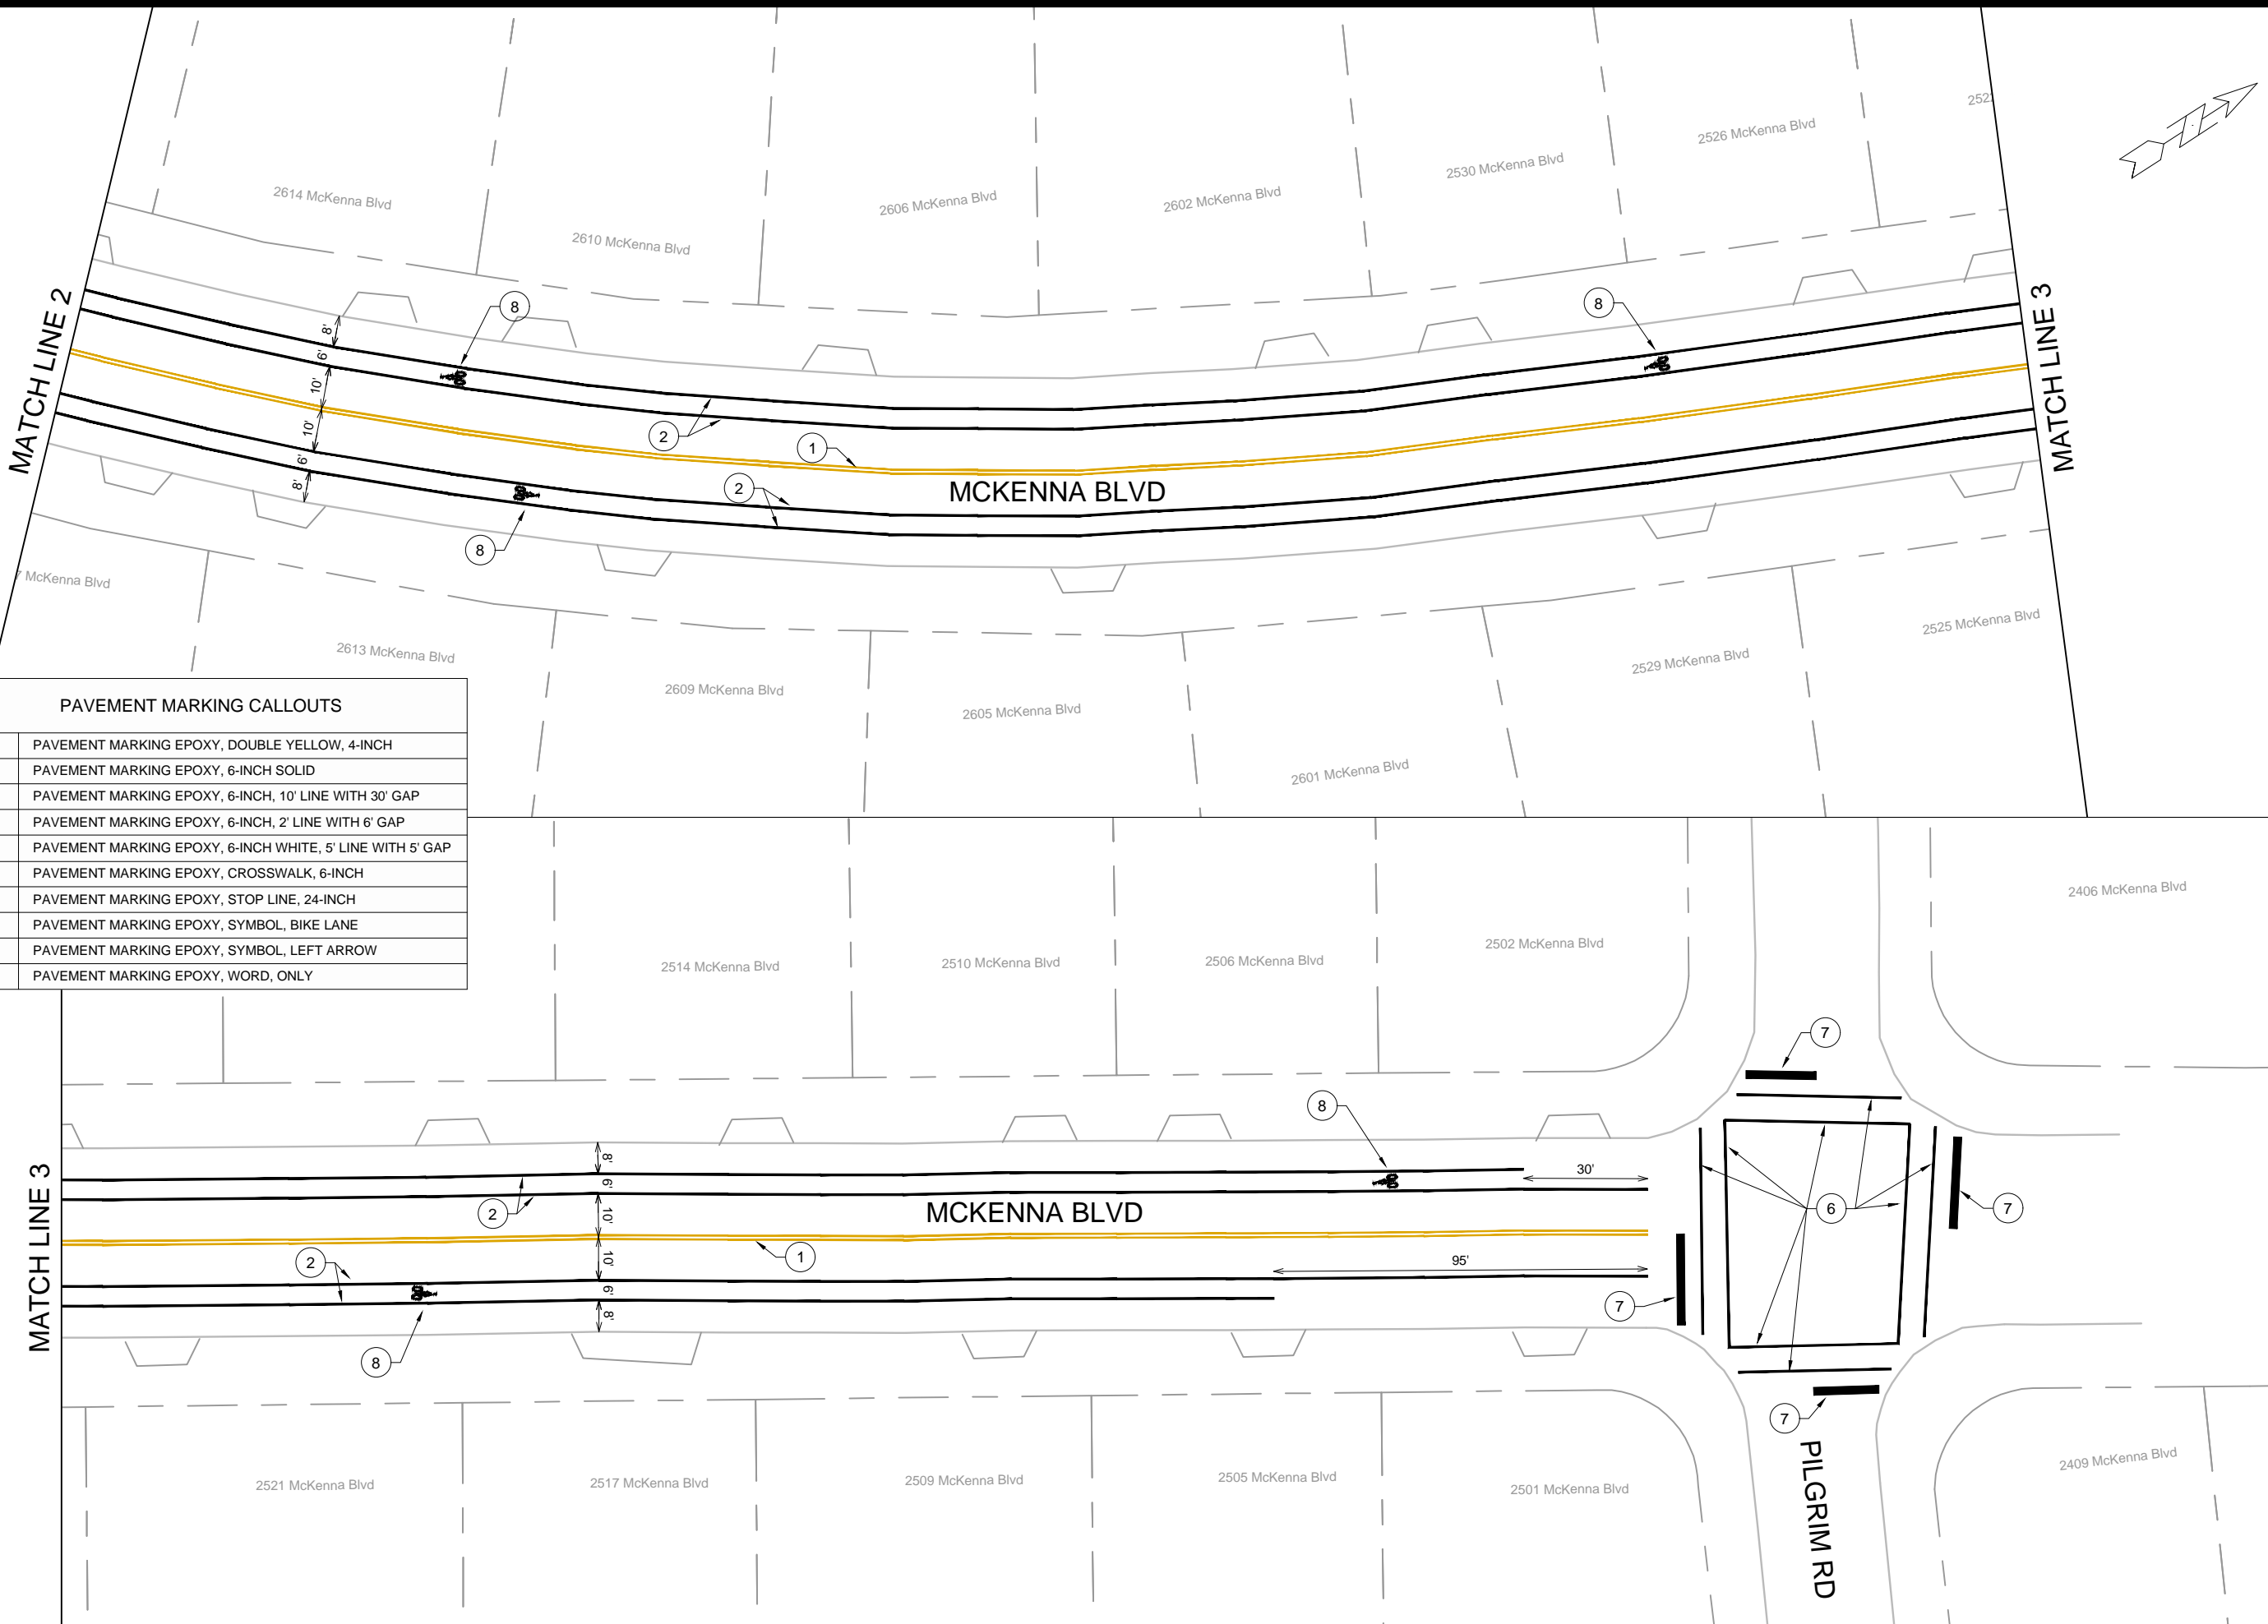 2522
2526 McKenna Blvd
2530 McKenna Blvd
2614 McKenna Blvd
2606 McKenna Blvd
2602 McKenna Blvd
2610 McKenna Blvd
MATCH LINE 2
MATCH LINE 3
8
8
8'
6'
10'
10'
6'
8'
2
1
2
8
MCKENNA BLVD
7 McKenna Blvd
2613 McKenna Blvd
2609 McKenna Blvd
2605 McKenna Blvd
2601 McKenna Blvd
2529 McKenna Blvd
2525 McKenna Blvd
PAVEMENT MARKING CALLOUTS
PAVEMENT MARKING EPOXY, DOUBLE YELLOW, 4-INCH
PAVEMENT MARKING EPOXY, 6-INCH SOLID
PAVEMENT MARKING EPOXY, 6-INCH, 10' LINE WITH 30' GAP
PAVEMENT MARKING EPOXY, 6-INCH, 2' LINE WITH 6' GAP
PAVEMENT MARKING EPOXY, 6-INCH WHITE, 5' LINE WITH 5' GAP
PAVEMENT MARKING EPOXY, CROSSWALK, 6-INCH
PAVEMENT MARKING EPOXY, STOP LINE, 24-INCH
PAVEMENT MARKING EPOXY, SYMBOL, BIKE LANE
PAVEMENT MARKING EPOXY, SYMBOL, LEFT ARROW
PAVEMENT MARKING EPOXY, WORD, ONLY
2514 McKenna Blvd
2510 McKenna Blvd
2506 McKenna Blvd
2502 McKenna Blvd
2406 McKenna Blvd
7
8
MATCH LINE 3
8'
6'
10'
10'
6'
8'
30'
2
MCKENNA BLVD
6
7
2
1
95'
7
8
7
2521 McKenna Blvd
2517 McKenna Blvd
2509 McKenna Blvd
2505 McKenna Blvd
2501 McKenna Blvd
PILGRIM RD
2409 McKenna Blvd